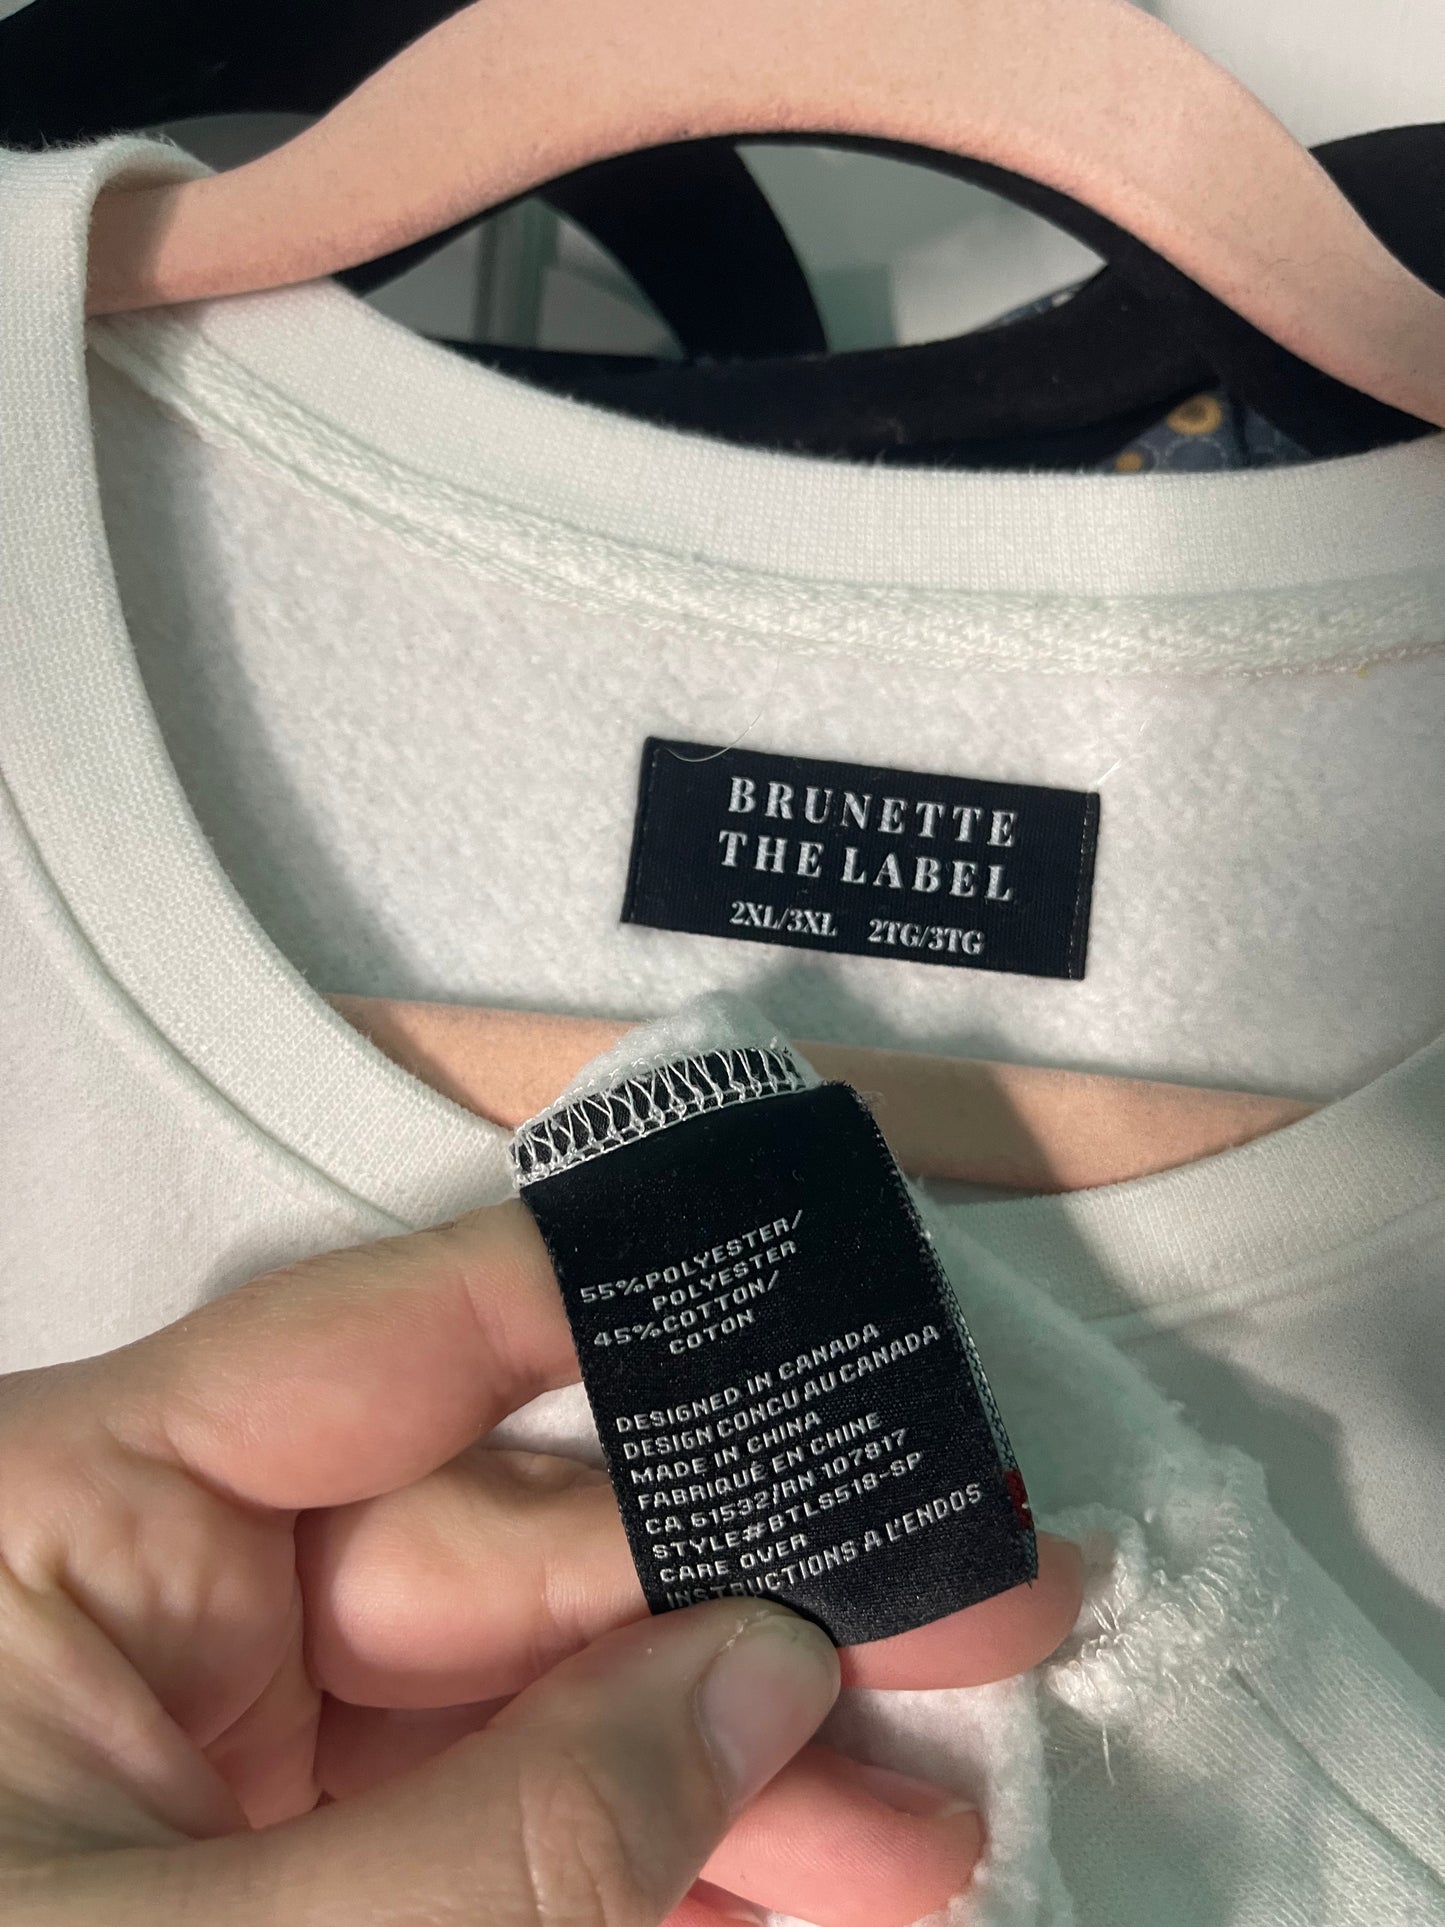 BRUNETTE
THE LABEL
2XL/3XL 2TG/3TG
55%POLYESTER/
POLYESTER
45%COTTON/
COTON
DESIGNED IN CANADA
DESIGN CONCU AU CANADA
MADE IN CHINA
FABRIQUÉ EN CHINE
CA 51532/RN 107817
STYLE#BTLS518-SP
CARE OVER
INSTRUCTIONS A L'ENDOS